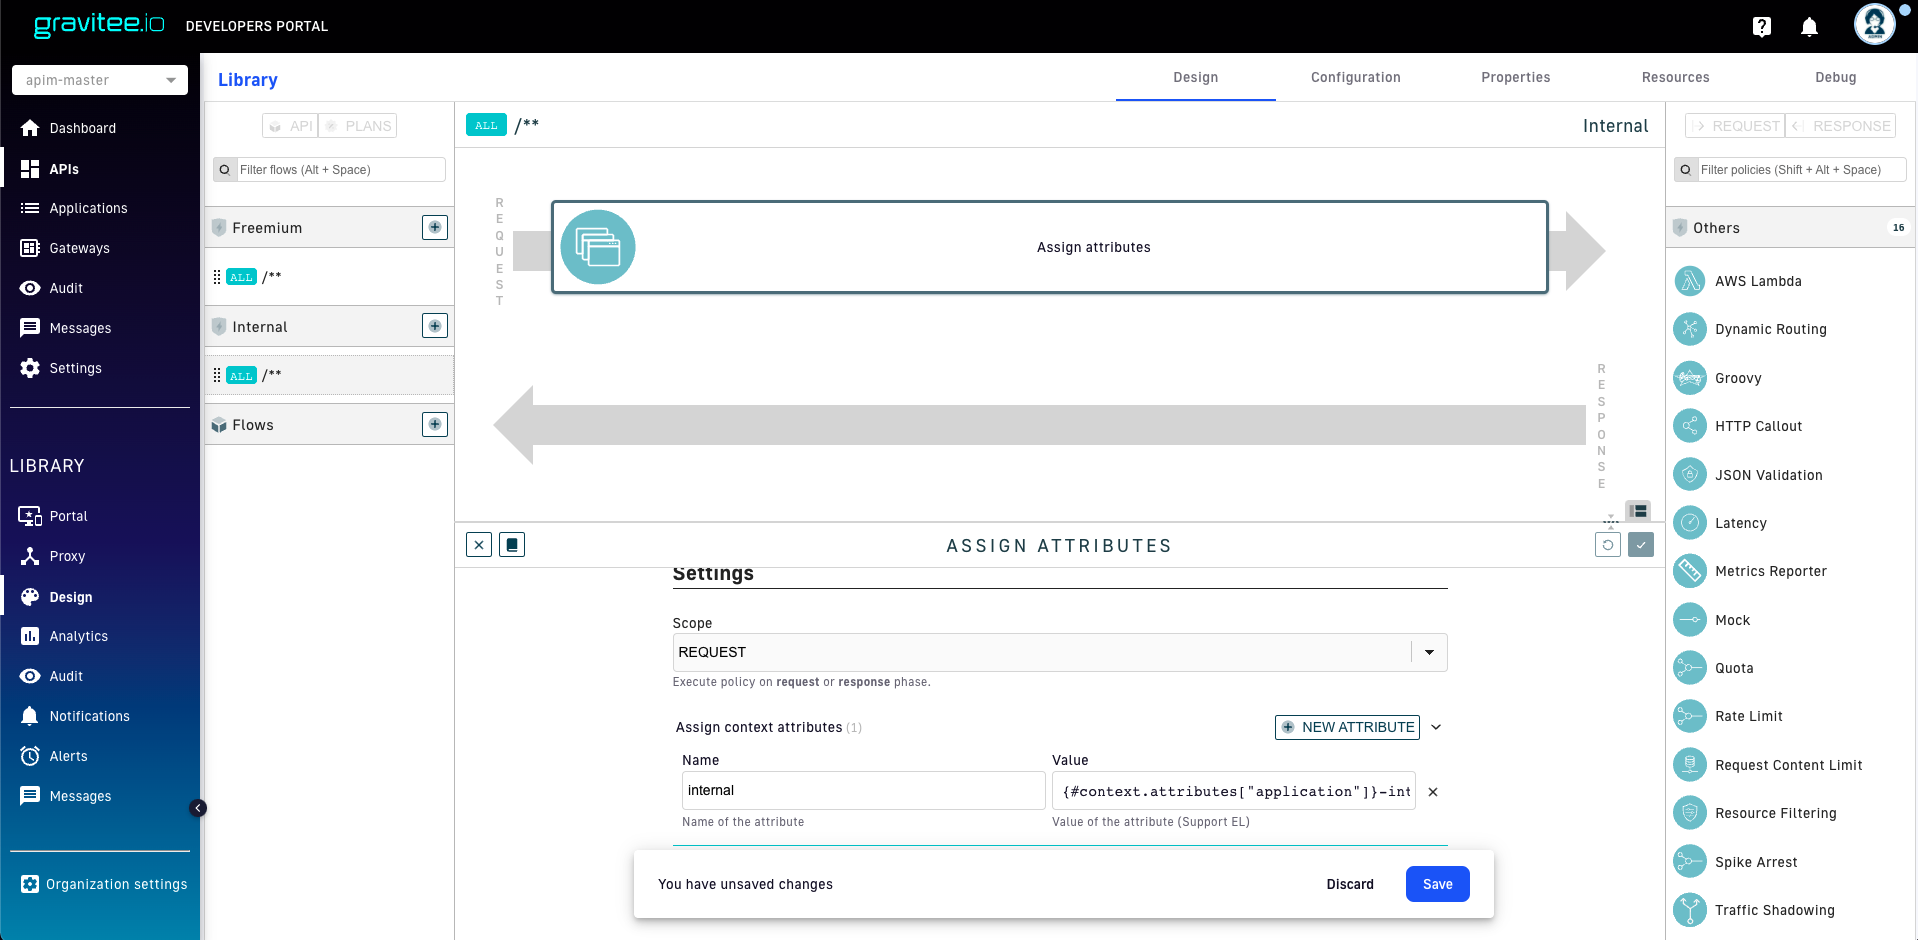 gravitee.io DEVELOPERS PORTAL
apim-master
Dashboard
APIs
Applications
Gateways
Audit
Messages
Settings
LIBRARY
Portal
Proxy
Design
Analytics
Audit
Notifications
Alerts
Messages
Organization settings
Library
Design
Configuration
Properties
Resources
Debug
API
PLANS
Filter flows (Alt + Space)
Freemium
ALL /**
Internal
ALL /**
Flows
ALL /**
Internal
REQUEST
Assign attributes
RESPONSE
ASSIGN ATTRIBUTES
Settings
Scope
REQUEST
Execute policy on request or response phase.
Assign context attributes (1)
NEW ATTRIBUTE
Name
Value
internal
{#context.attributes["application"]}-int
Name of the attribute
Value of the attribute (Support EL)
You have unsaved changes
Discard
Save
REQUEST
RESPONSE
Filter policies (Shift + Alt + Space)
Others
16
AWS Lambda
Dynamic Routing
Groovy
HTTP Callout
JSON Validation
Latency
Metrics Reporter
Mock
Quota
Rate Limit
Request Content Limit
Resource Filtering
Spike Arrest
Traffic Shadowing